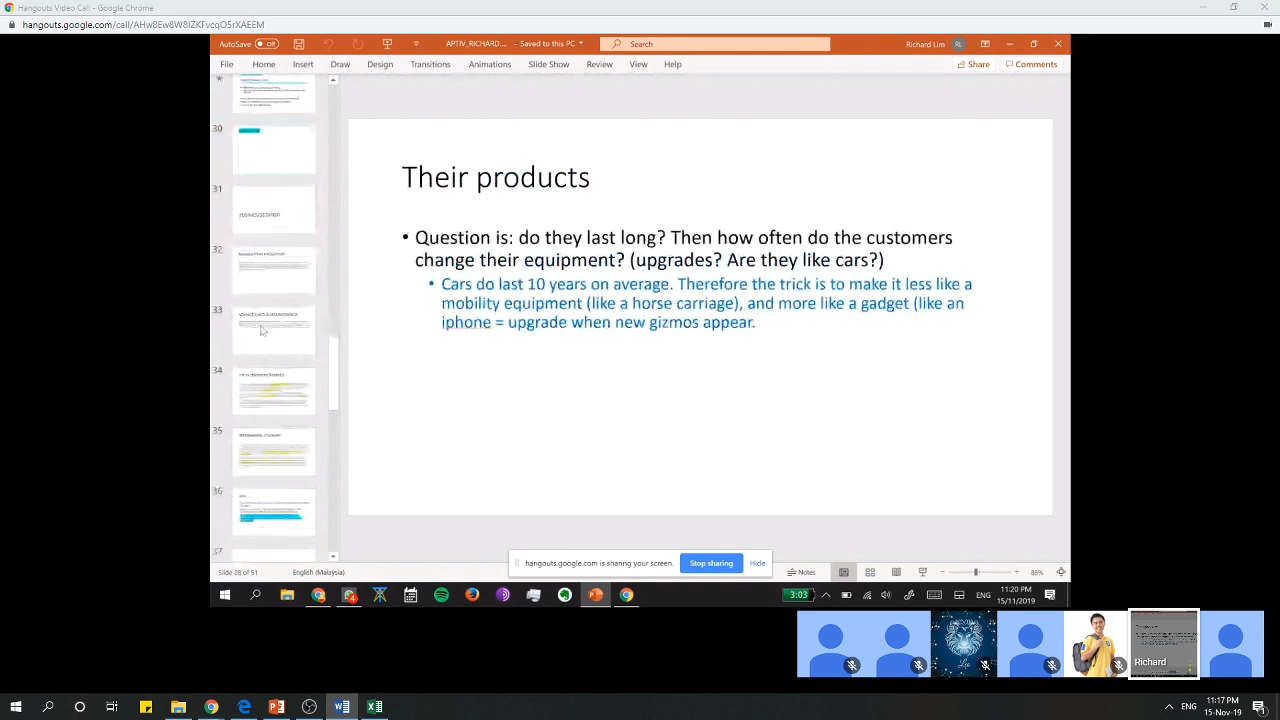 Hangouts Video Call - Google Chrome
hangouts.google.com/call/AHw8Ew8W8IZKFvcqO5rXAEEM
AutoSave Off APTIV_RICHARD... – Saved to this PC Search Richard Lim RL
File Home Insert Draw Design Transitions Animations Slide Show Review View Help Share Comments
30
31
32
33
34
35
36
37
Their products
• Question is: do they last long? Then how often do the customers
change their equipment? (upgrades? Are they like cars?)
• Cars do last 10 years on average. Therefore the trick is to make it less like a
mobility equipment (like a horse carriage), and more like a gadget (like an
iphone = upgrade when new gizmos appear.
hangouts.google.com is sharing your screen. Stop sharing Hide
Slide 28 of 51 English (Malaysia) Notes 88%
3:03 ENG 11:20 PM
15/11/2019
Richard
ENG 11:17 PM
15-Nov-19